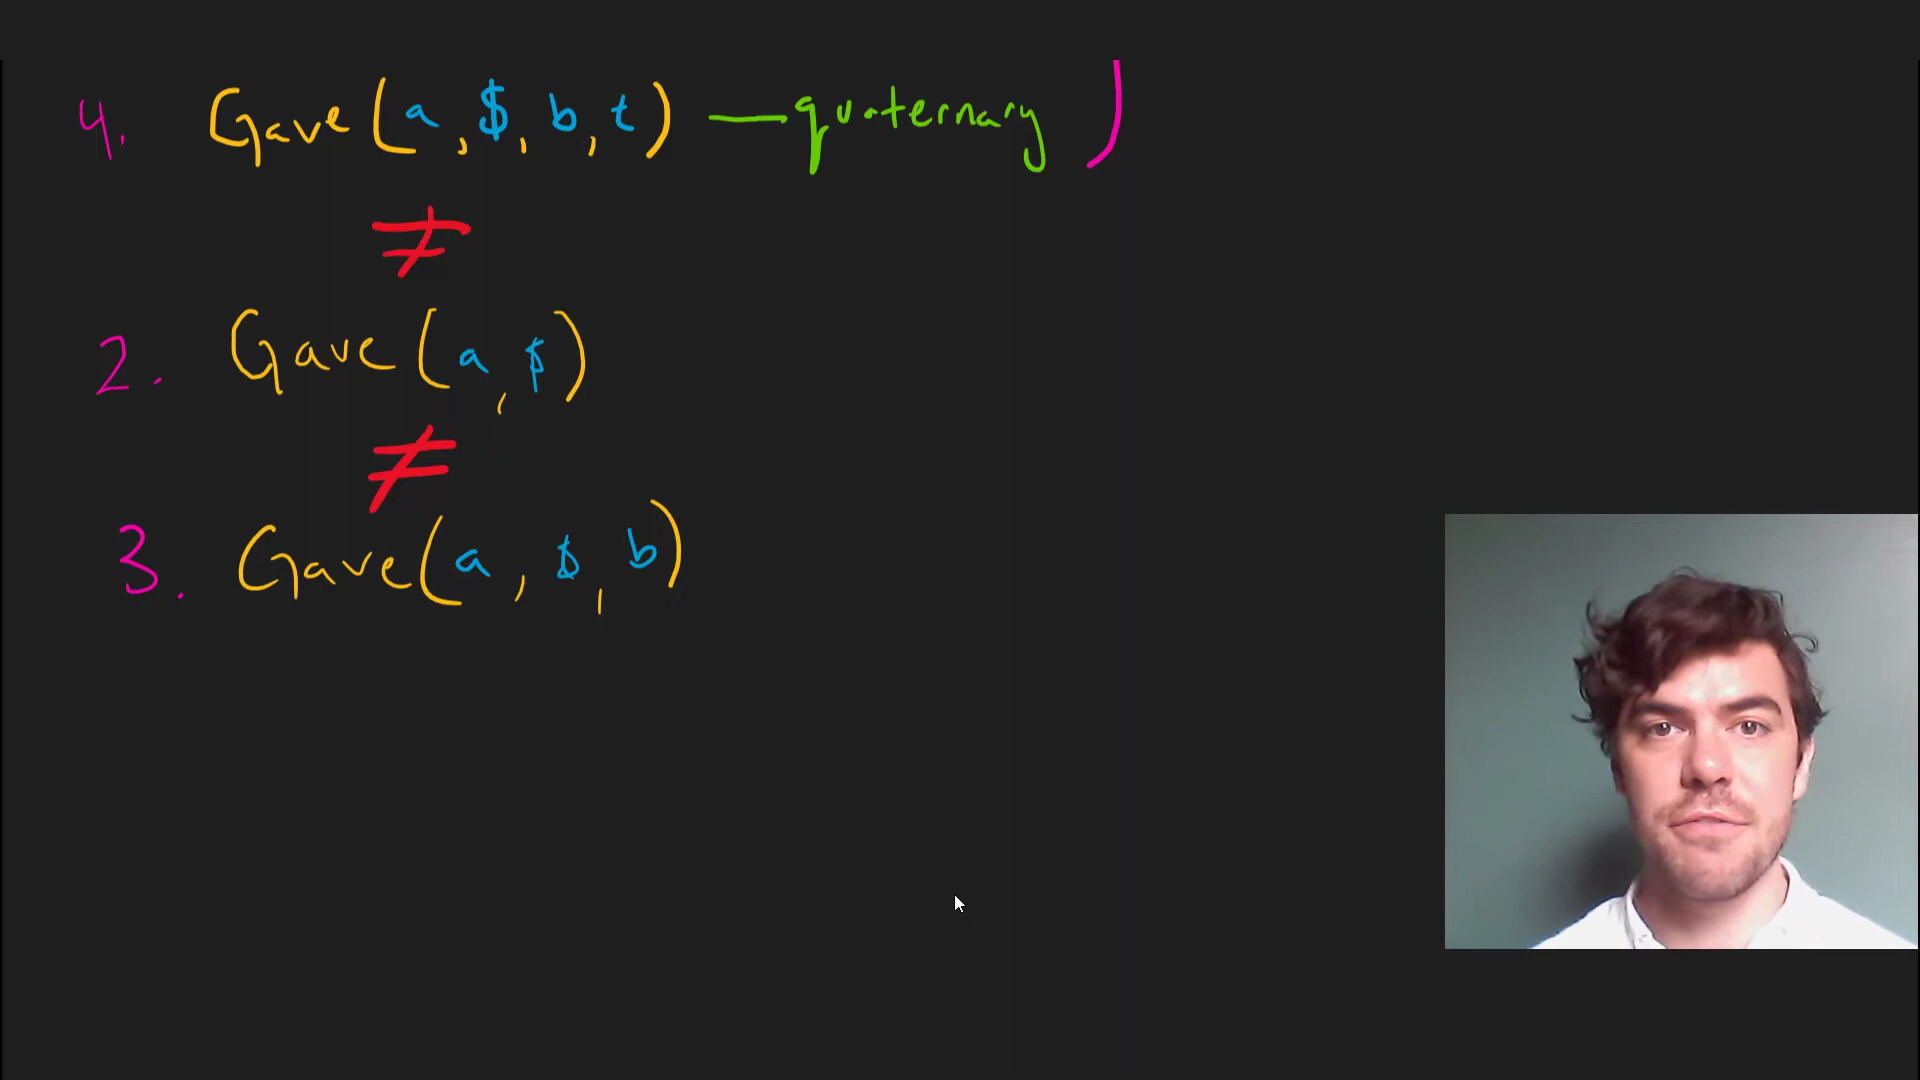 4. Gave(a,$,b,t) — quaternary )
≠
2. Gave(a,$)
≠
3. Gave(a,$,b)